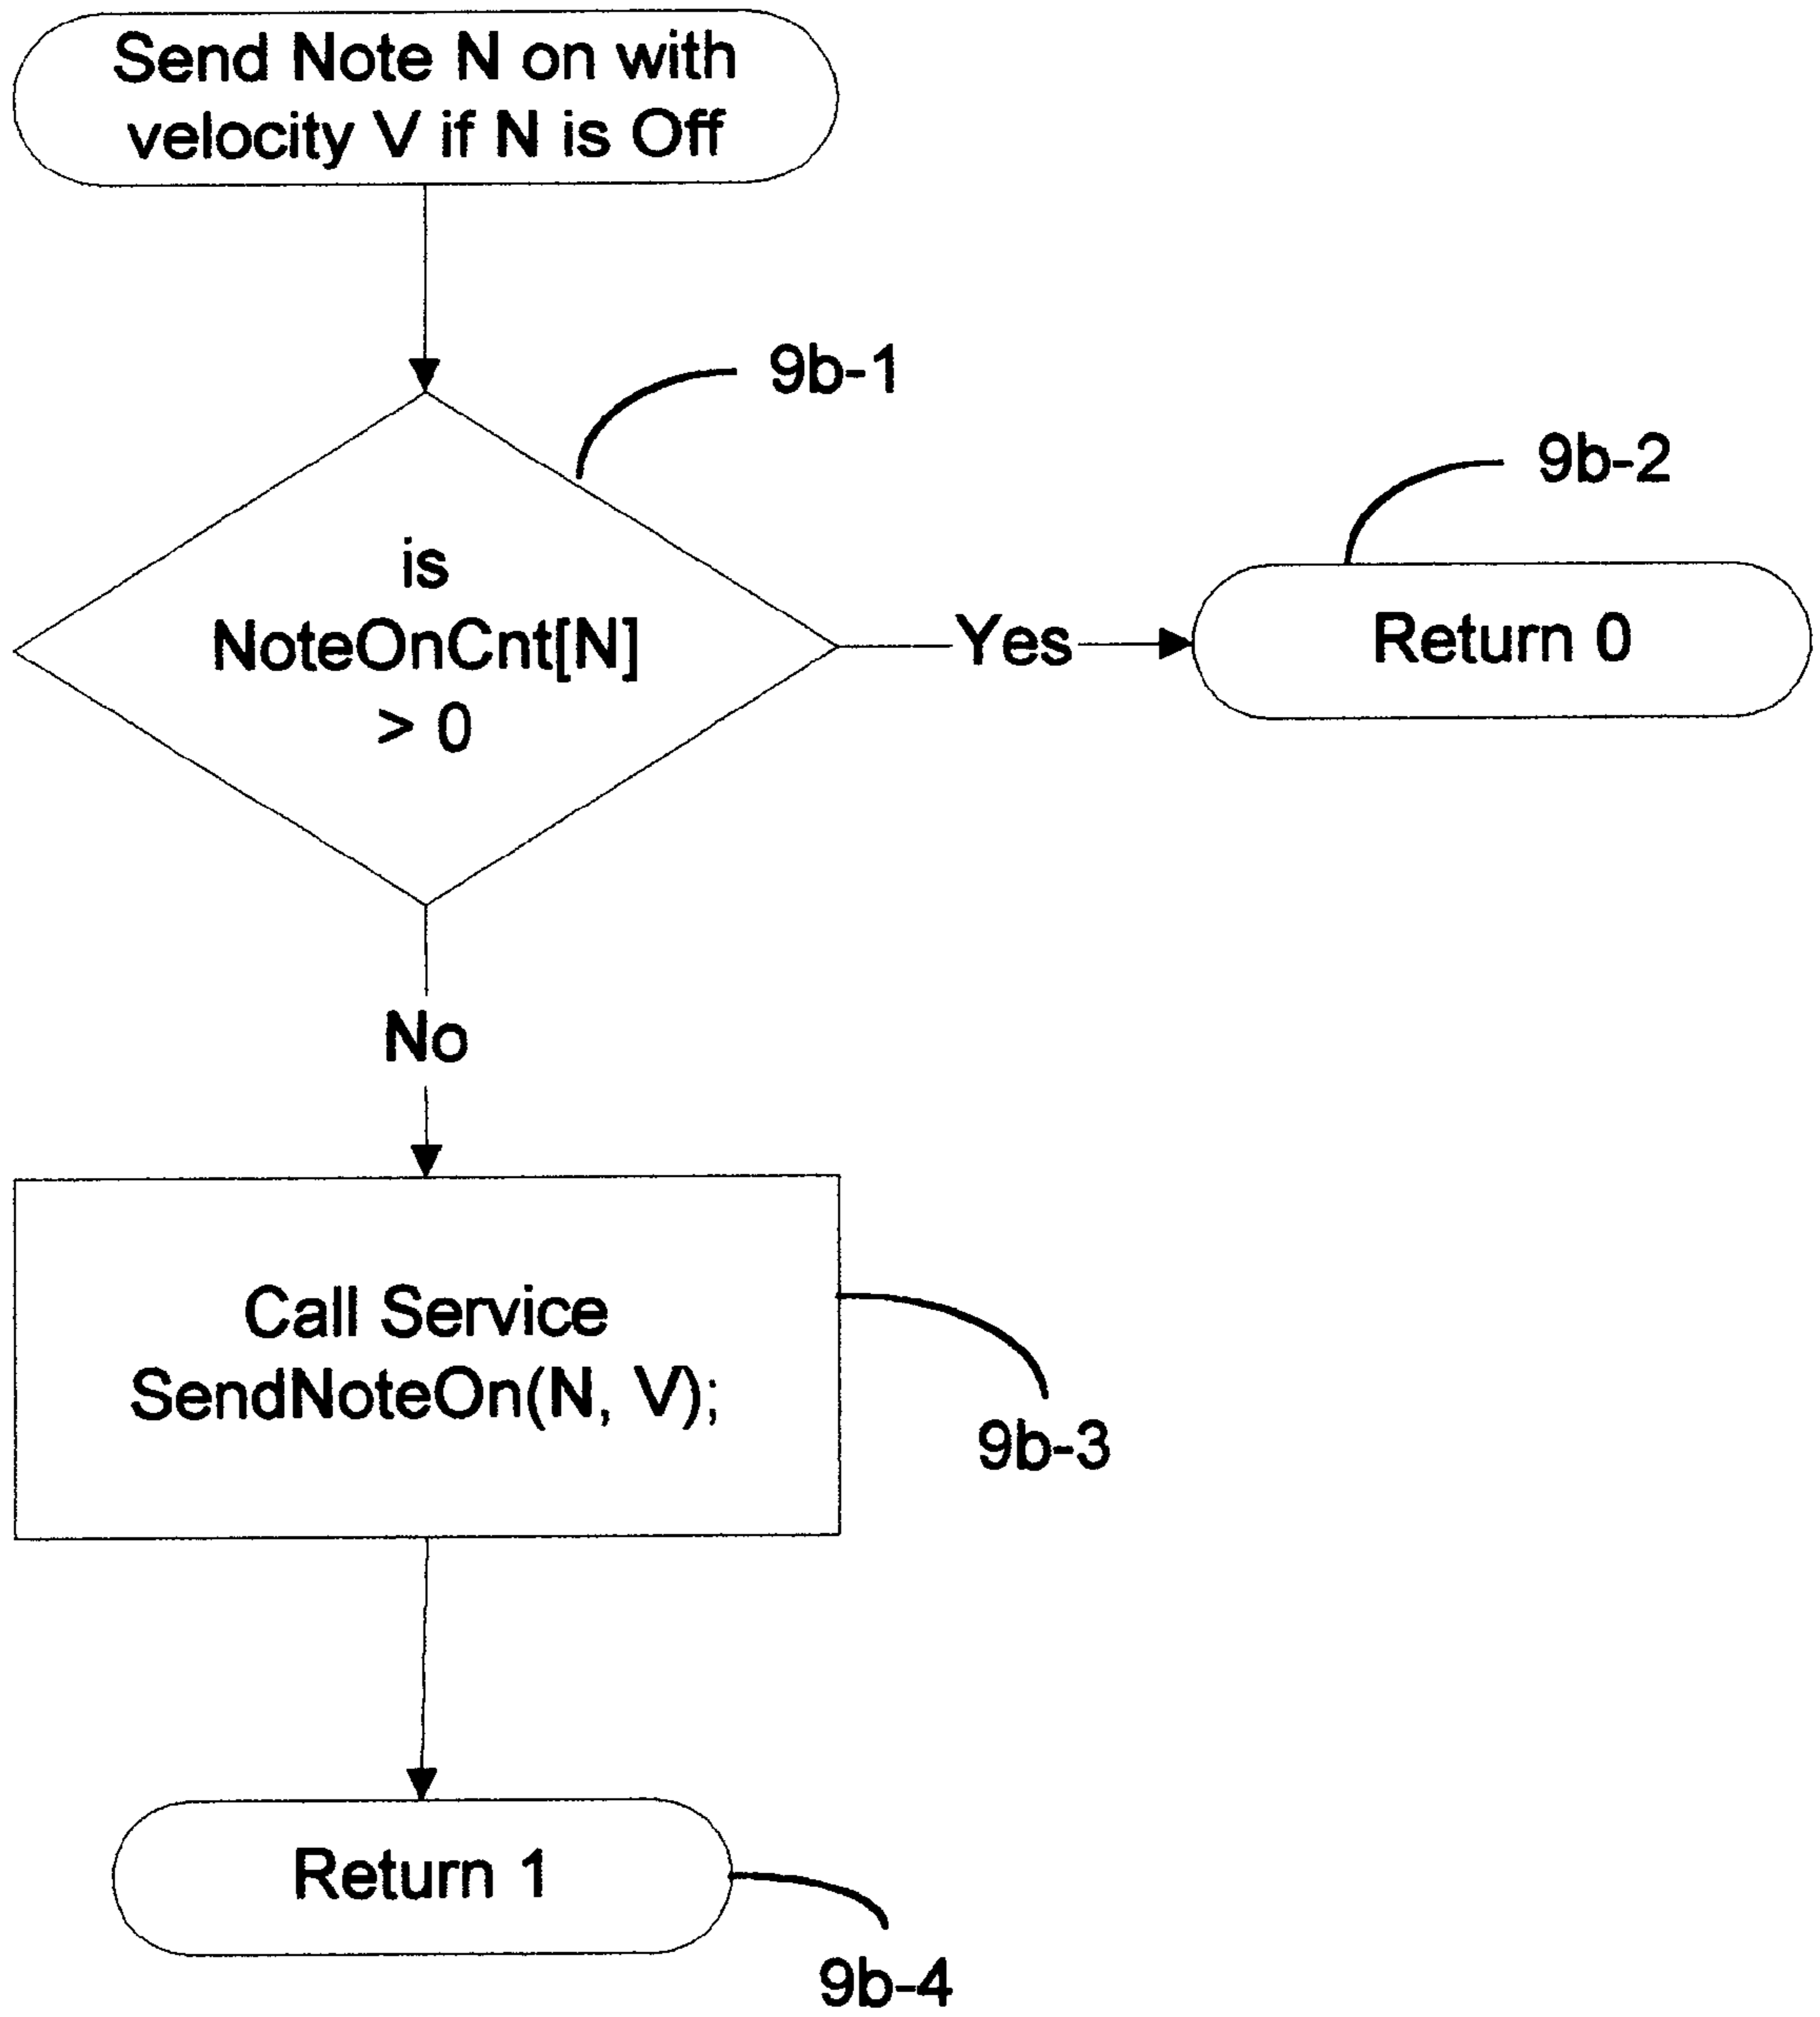 Send Note N on with
velocity V if N is Off
9b-1
9b-2
is
NoteOnCnt[N]
> 0
Yes
Return 0
No
Call Service
SendNoteOn(N, V);
9b-3
Return 1
9b-4